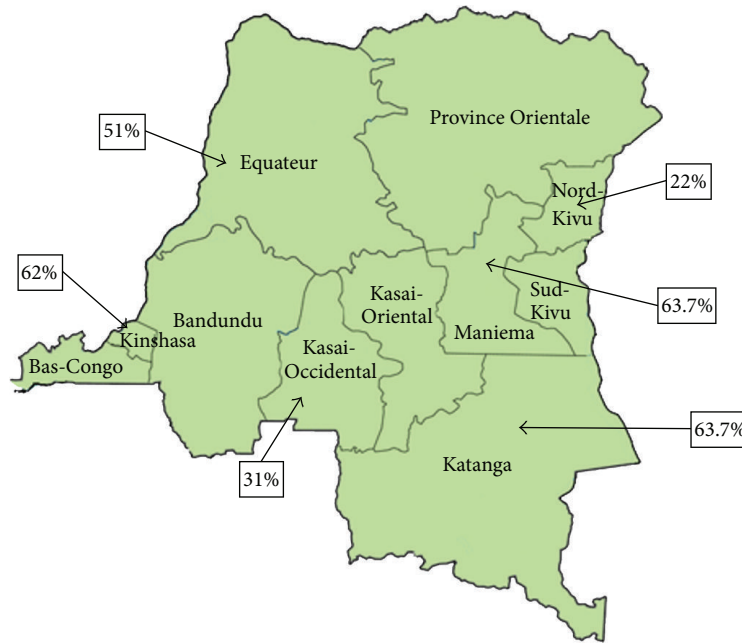 Province Orientale
51%
Equateur
22%
Nord-
Kivu
62%
63.7%
Sud-
Kivu
Kasai-
Oriental
Bandundu
Kinshasa
Maniema
Bas-Congo
Kasai-
Occidental
63.7%
Katanga
31%